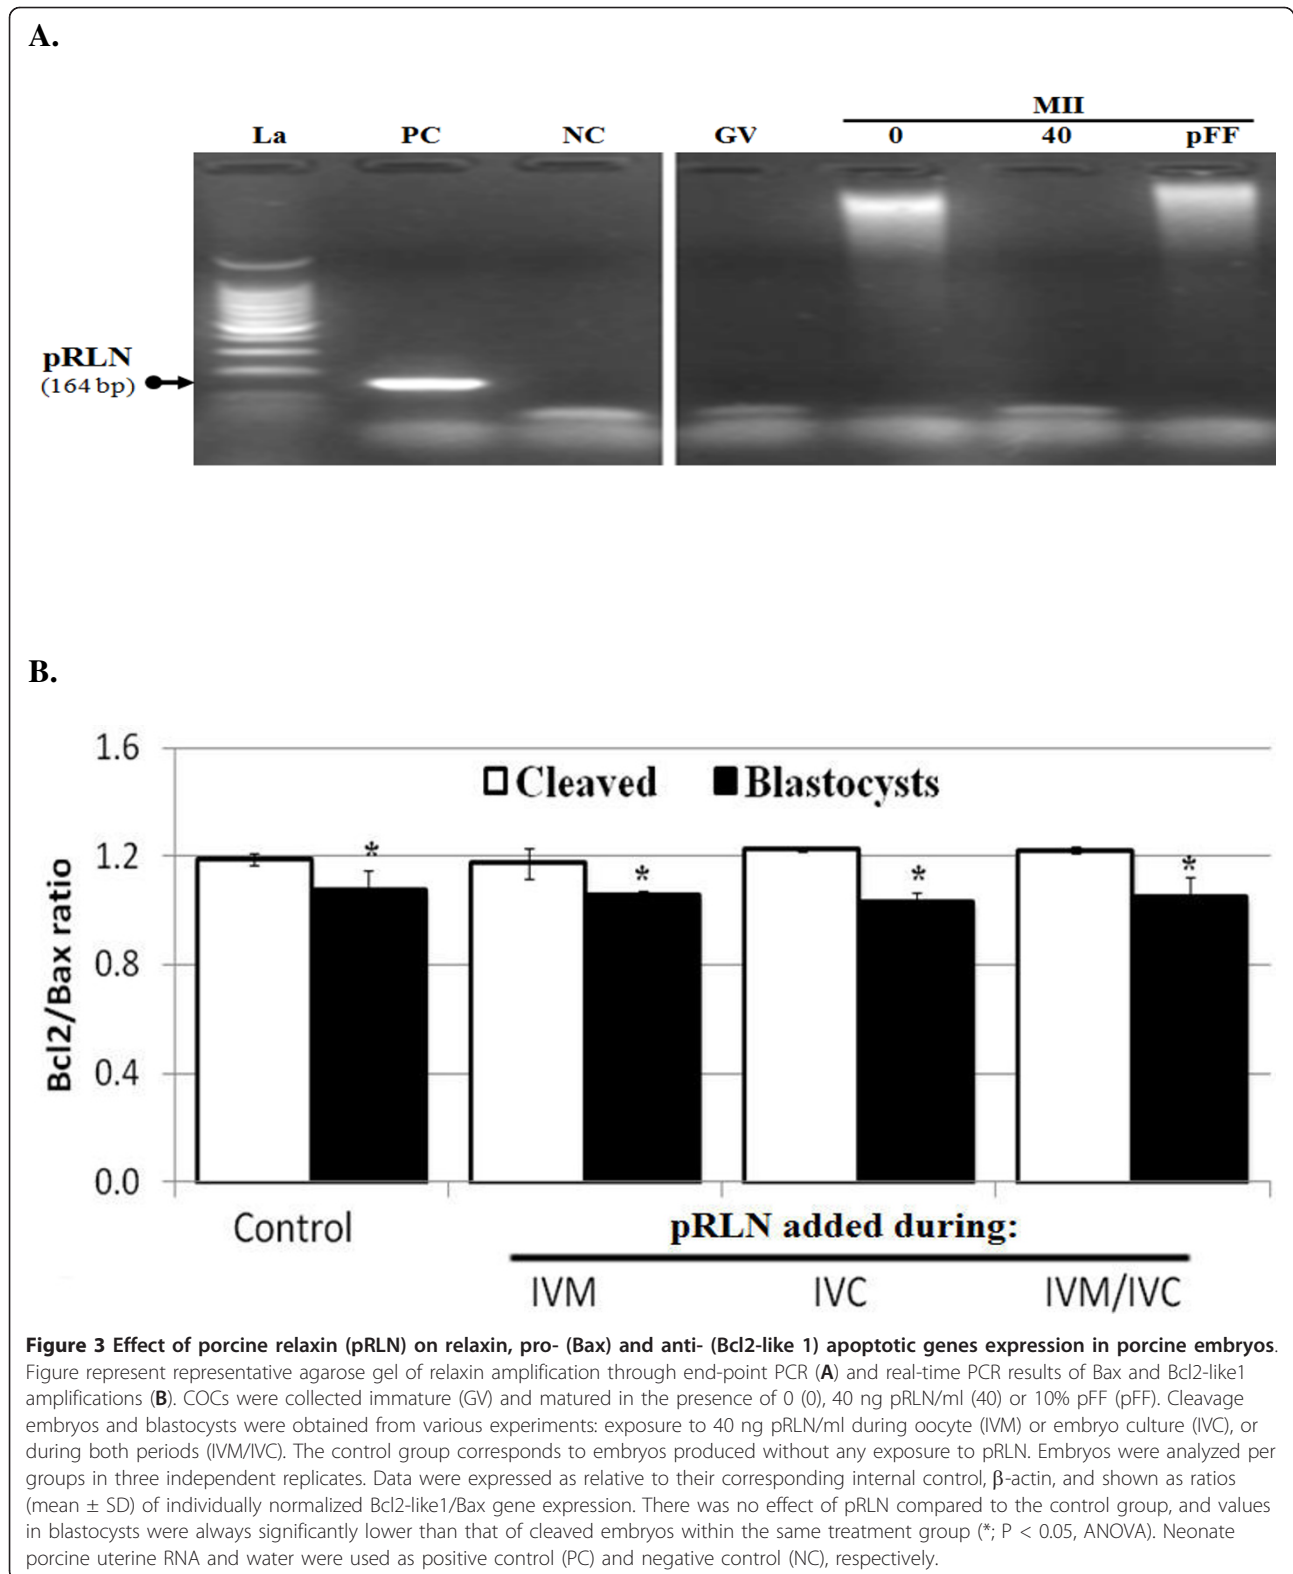 A.
MII
La PC NC GV 0 40 pFF
pRLN
(164 bp)
B.
1.6
Cleaved Blastocysts
* * * *
1.2
0.8
0.4
0.0
Bcl2/Bax ratio
Control
pRLN added during:
IVM IVC IVM/IVC
Figure 3 Effect of porcine relaxin (pRLN) on relaxin, pro- (Bax) and anti- (Bcl2-like 1) apoptotic genes expression in porcine embryos.
Figure represent representative agarose gel of relaxin amplification through end-point PCR (A) and real-time PCR results of Bax and Bcl2-like1
amplifications (B). COCs were collected immature (GV) and matured in the presence of 0 (0), 40 ng pRLN/ml (40) or 10% pFF (pFF). Cleavage
embryos and blastocysts were obtained from various experiments: exposure to 40 ng pRLN/ml during oocyte (IVM) or embryo culture (IVC), or
during both periods (IVM/IVC). The control group corresponds to embryos produced without any exposure to pRLN. Embryos were analyzed per
groups in three independent replicates. Data were expressed as relative to their corresponding internal control, β-actin, and shown as ratios
(mean ± SD) of individually normalized Bcl2-like1/Bax gene expression. There was no effect of pRLN compared to the control group, and values
in blastocysts were always significantly lower than that of cleaved embryos within the same treatment group (*; P < 0.05, ANOVA). Neonate
porcine uterine RNA and water were used as positive control (PC) and negative control (NC), respectively.